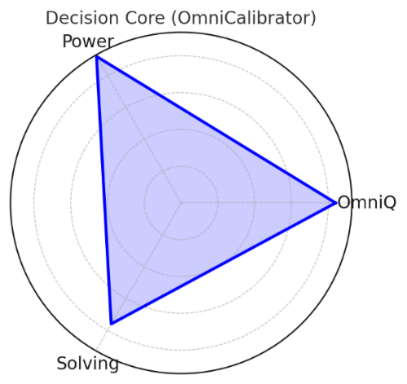 Decision Core (OmniCalibrator)
Power
OmniQ
Solving